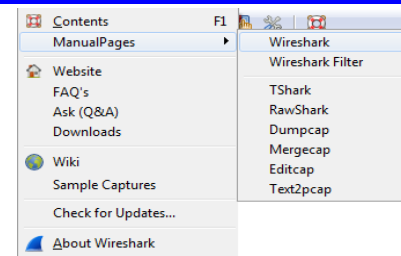 Contents F1
ManualPages
Website
FAQ's
Ask (Q&A)
Downloads
Wiki
Sample Captures
Check for Updates...
About Wireshark
Wireshark
Wireshark Filter
TShark
RawShark
Dumpcap
Mergecap
Editcap
Text2pcap